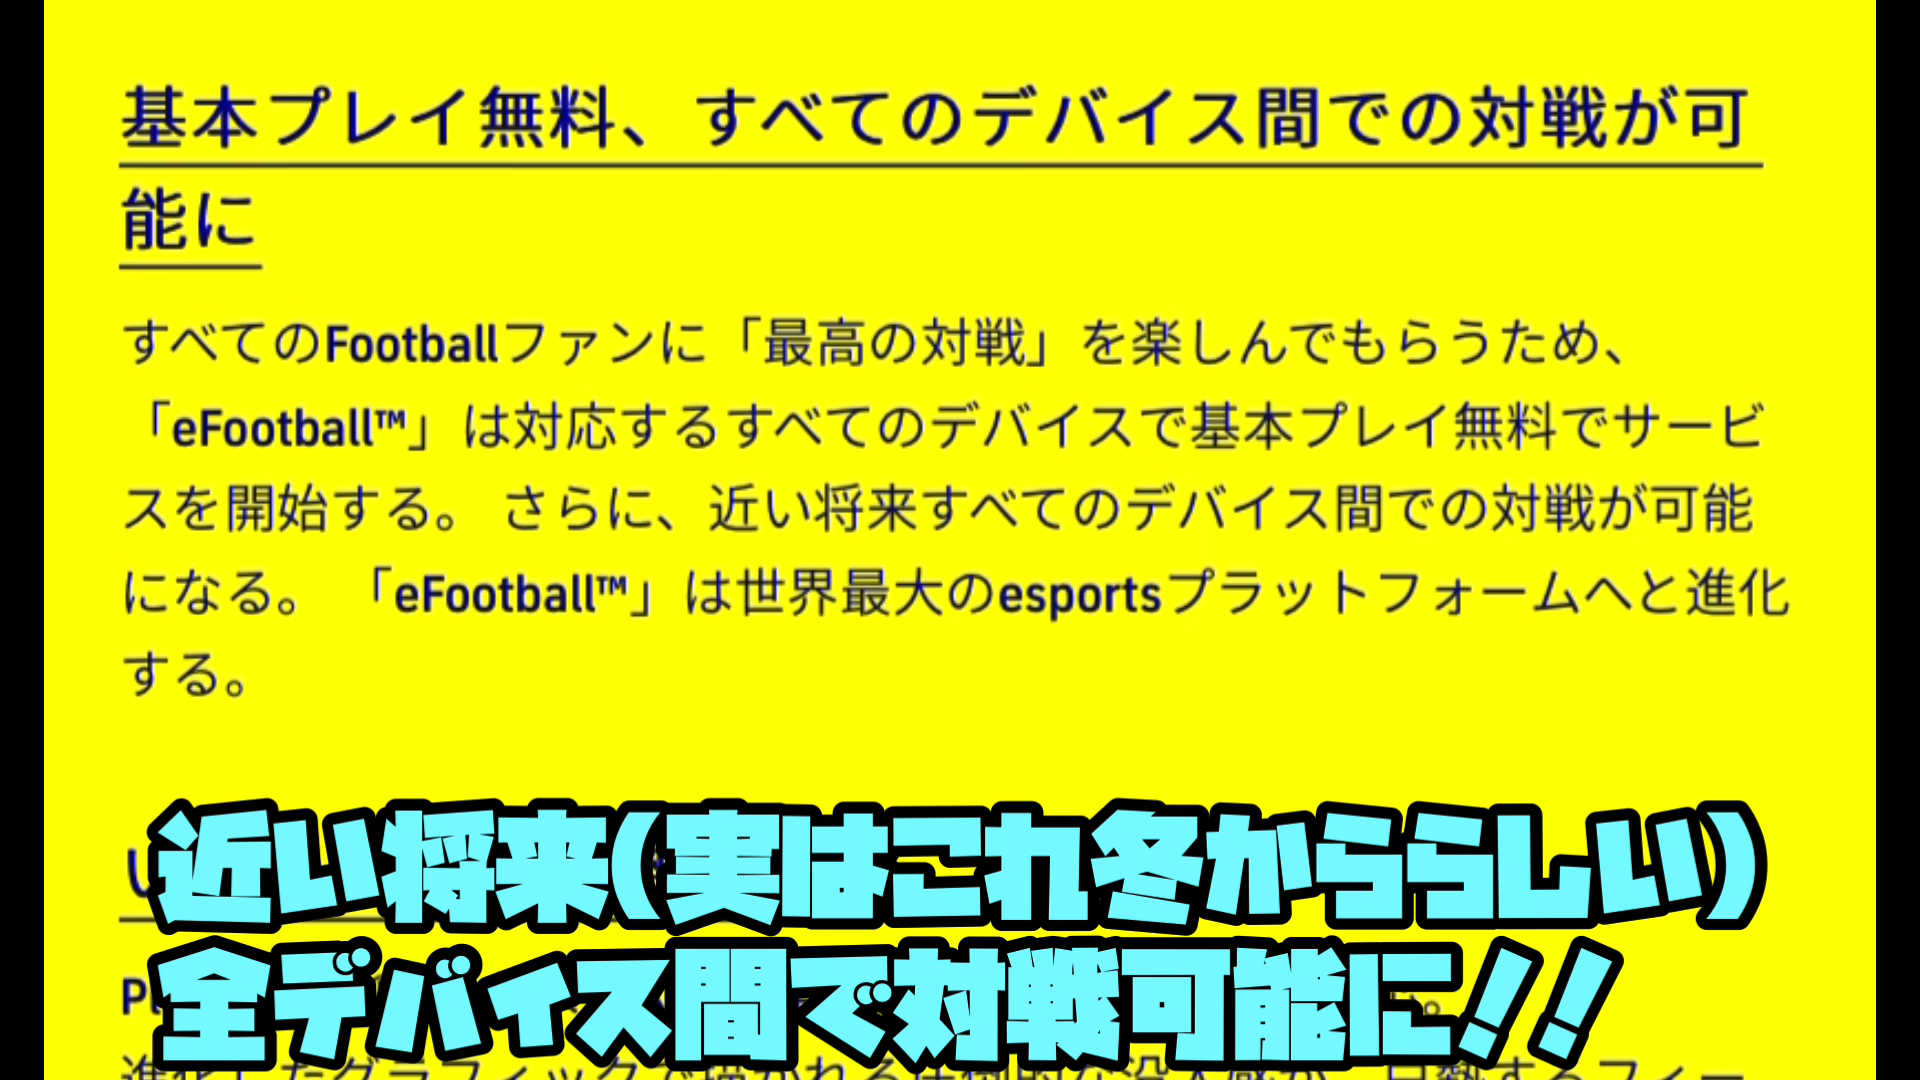 基本プレイ無料、すべてのデバイス間での対戦が可
能に
すべてのFootballファンに「最高の対戦」を楽しんでもらうため、
「eFootball™」は対応するすべてのデバイスで基本プレイ無料でサービ
スを開始する。 さらに、近い将来すべてのデバイス間での対戦が可能
になる。 「eFootball™」は世界最大のesportsプラットフォームへと進化
する。
近い将来(実はこれ冬かららしい)
全デバイス間で対戦可能に!!